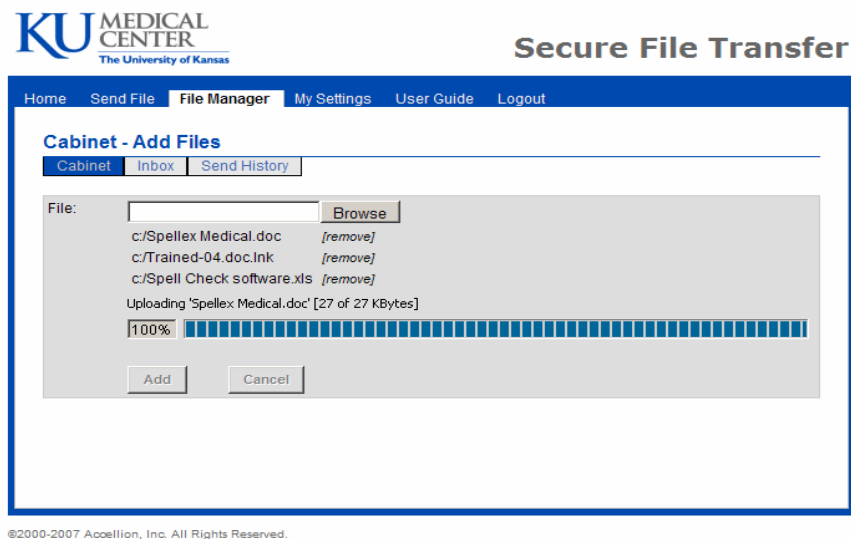 KU MEDICAL
CENTER
The University of Kansas
Secure File Transfer
Home Send File File Manager My Settings User Guide Logout
Cabinet - Add Files
Cabinet Inbox Send History
File: Browse
c:/Spellex Medical.doc [remove]
c:/Trained-04.doc.lnk [remove]
c:/Spell Check software.xls [remove]
Uploading 'Spellex Medical.doc' [27 of 27 KBytes]
100%
Add Cancel
©2000-2007 Accellion, Inc. All Rights Reserved.